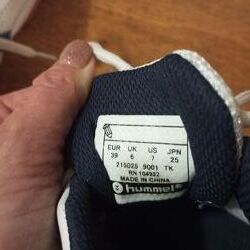 EUR UK US JPN
39 6 7 25
215025 9001 TK
RN 104932
MADE IN CHINA
hummel